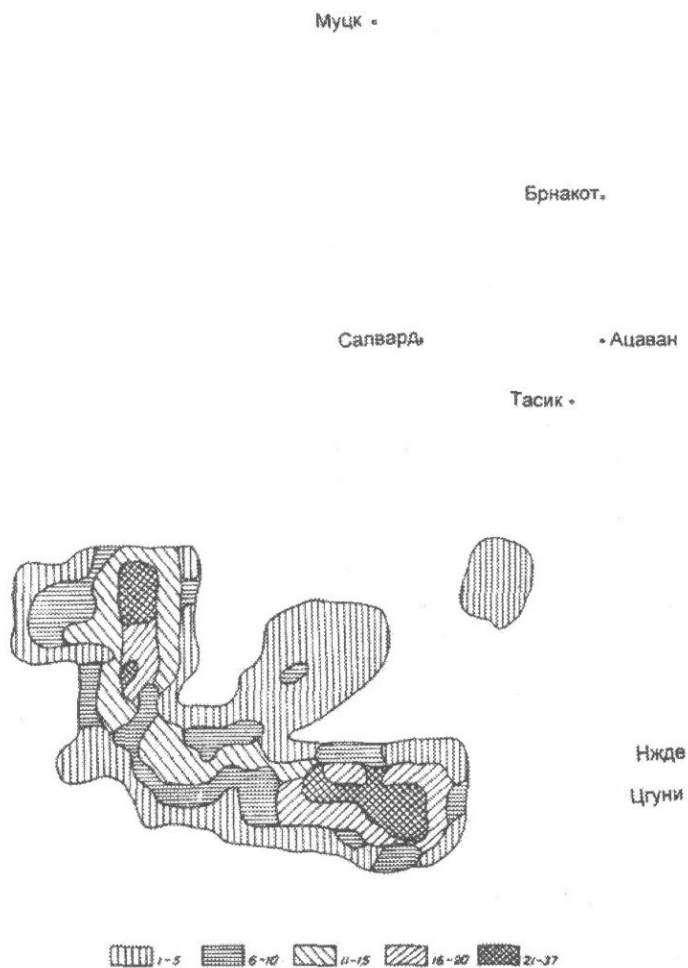 Муцк
Брнакот
Салвард
Ацаван
Тасик
Нжде
Цгуни
1-5 6-10 11-15 16-20 21-37